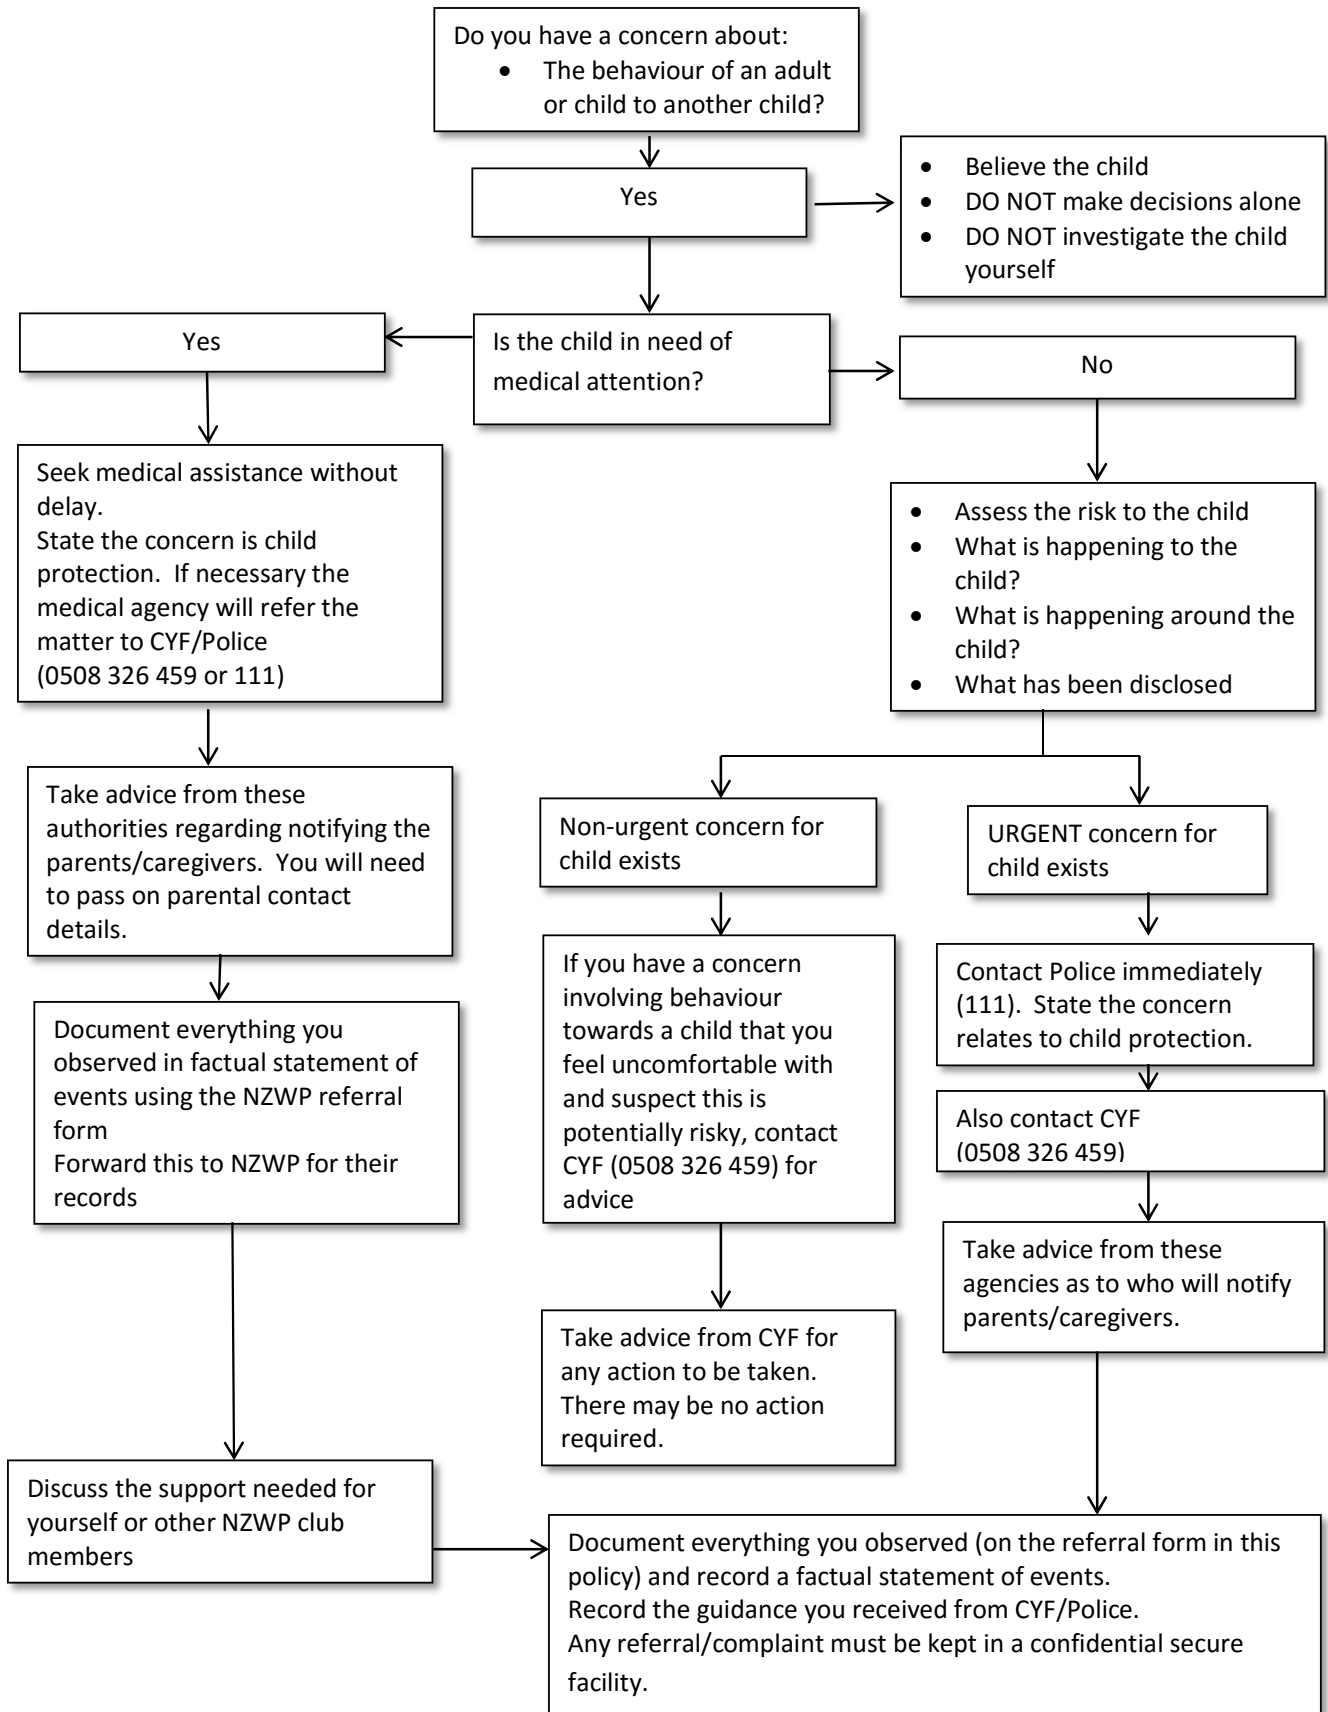 Do you have a concern about:
• The behaviour of an adult
or child to another child?
Yes
• Believe the child
• DO NOT make decisions alone
• DO NOT investigate the child
yourself
Is the child in need of
medical attention?
Yes
No
Seek medical assistance without
delay.
State the concern is child
protection. If necessary the
medical agency will refer the
matter to CYF/Police
(0508 326 459 or 111)
• Assess the risk to the child
• What is happening to the
child?
• What is happening around the
child?
• What has been disclosed
Take advice from these
authorities regarding notifying the
parents/caregivers. You will need
to pass on parental contact
details.
Non-urgent concern for
child exists
URGENT concern for
child exists
Document everything you
observed in factual statement of
events using the NZWP referral
form
Forward this to NZWP for their
records
If you have a concern
involving behaviour
towards a child that you
feel uncomfortable with
and suspect this is
potentially risky, contact
CYF (0508 326 459) for
advice
Contact Police immediately
(111). State the concern
relates to child protection.
Also contact CYF
(0508 326 459)
Take advice from these
agencies as to who will notify
parents/caregivers.
Take advice from CYF for
any action to be taken.
There may be no action
required.
Discuss the support needed for
yourself or other NZWP club
members
Document everything you observed (on the referral form in this
policy) and record a factual statement of events.
Record the guidance you received from CYF/Police.
Any referral/complaint must be kept in a confidential secure
facility.